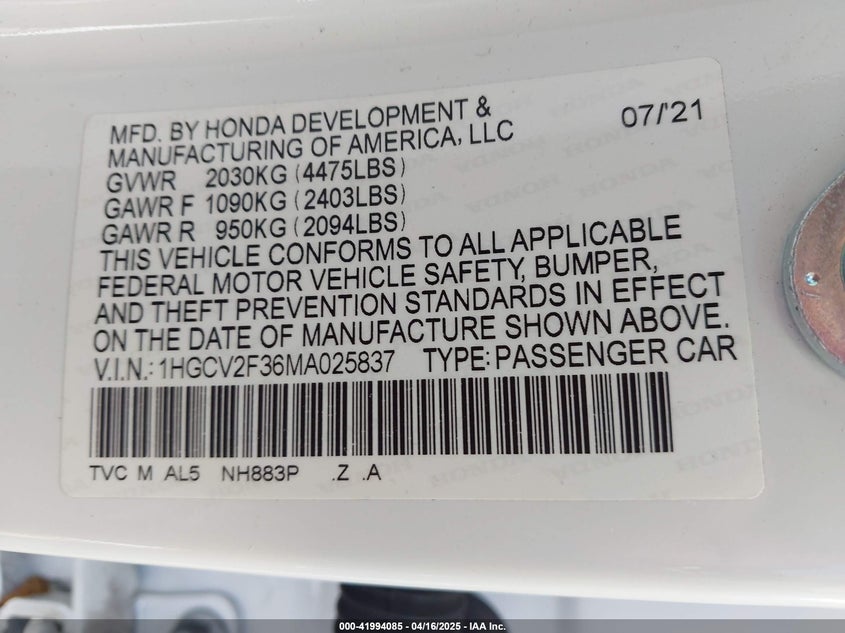 MFD. BY HONDA DEVELOPMENT & 07/'21
MANUFACTURING OF AMERICA, LLC
GVWR 2030KG (4475LBS)
GAWR F 1090KG (2403LBS)
GAWR R 950KG (2094LBS)
THIS VEHICLE CONFORMS TO ALL APPLICABLE
FEDERAL MOTOR VEHICLE SAFETY, BUMPER,
AND THEFT PREVENTION STANDARDS IN EFFECT
ON THE DATE OF MANUFACTURE SHOWN ABOVE.
V.I.N.: 1HGCV2F36MA025837 TYPE: PASSENGER CAR
TVC M AL5 NH883P .Z .A
000-41994085 - 04/16/2025 - IAA Inc.